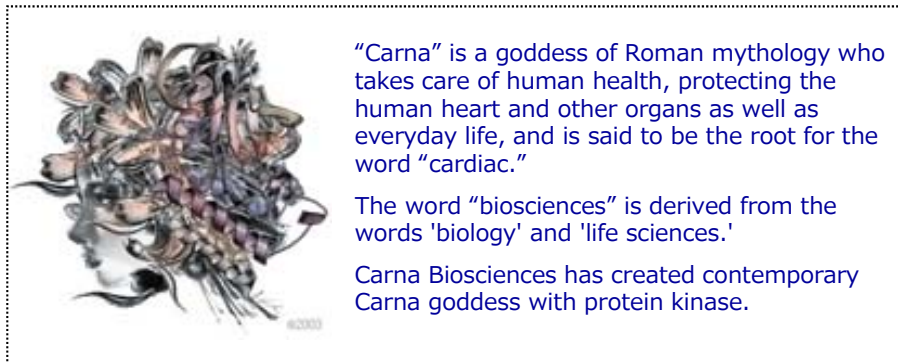 “Carna” is a goddess of Roman mythology who
takes care of human health, protecting the
human heart and other organs as well as
everyday life, and is said to be the root for the
word “cardiac.”
The word “biosciences” is derived from the
words 'biology' and 'life sciences.'
Carna Biosciences has created contemporary
Carna goddess with protein kinase.
©2003